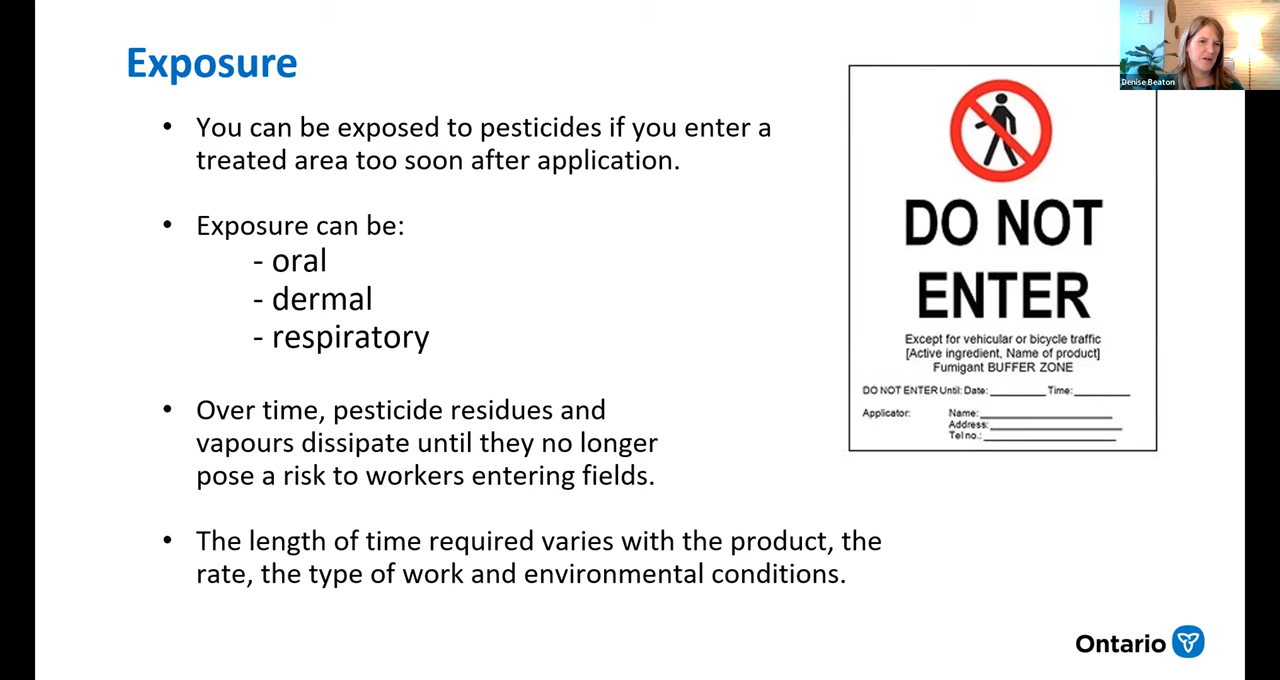 Exposure
• You can be exposed to pesticides if you enter a
treated area too soon after application.
• Exposure can be:
- oral
- dermal
- respiratory
• Over time, pesticide residues and
vapours dissipate until they no longer
pose a risk to workers entering fields.
• The length of time required varies with the product, the
rate, the type of work and environmental conditions.
Denise Beaton
DO NOT
ENTER
Except for vehicular or bicycle traffic
[Active ingredient, Name of product]
Fumigant BUFFER ZONE
DO NOT ENTER Until: Date: Time:
Applicator: Name:
Address:
Tel no.:
Ontario